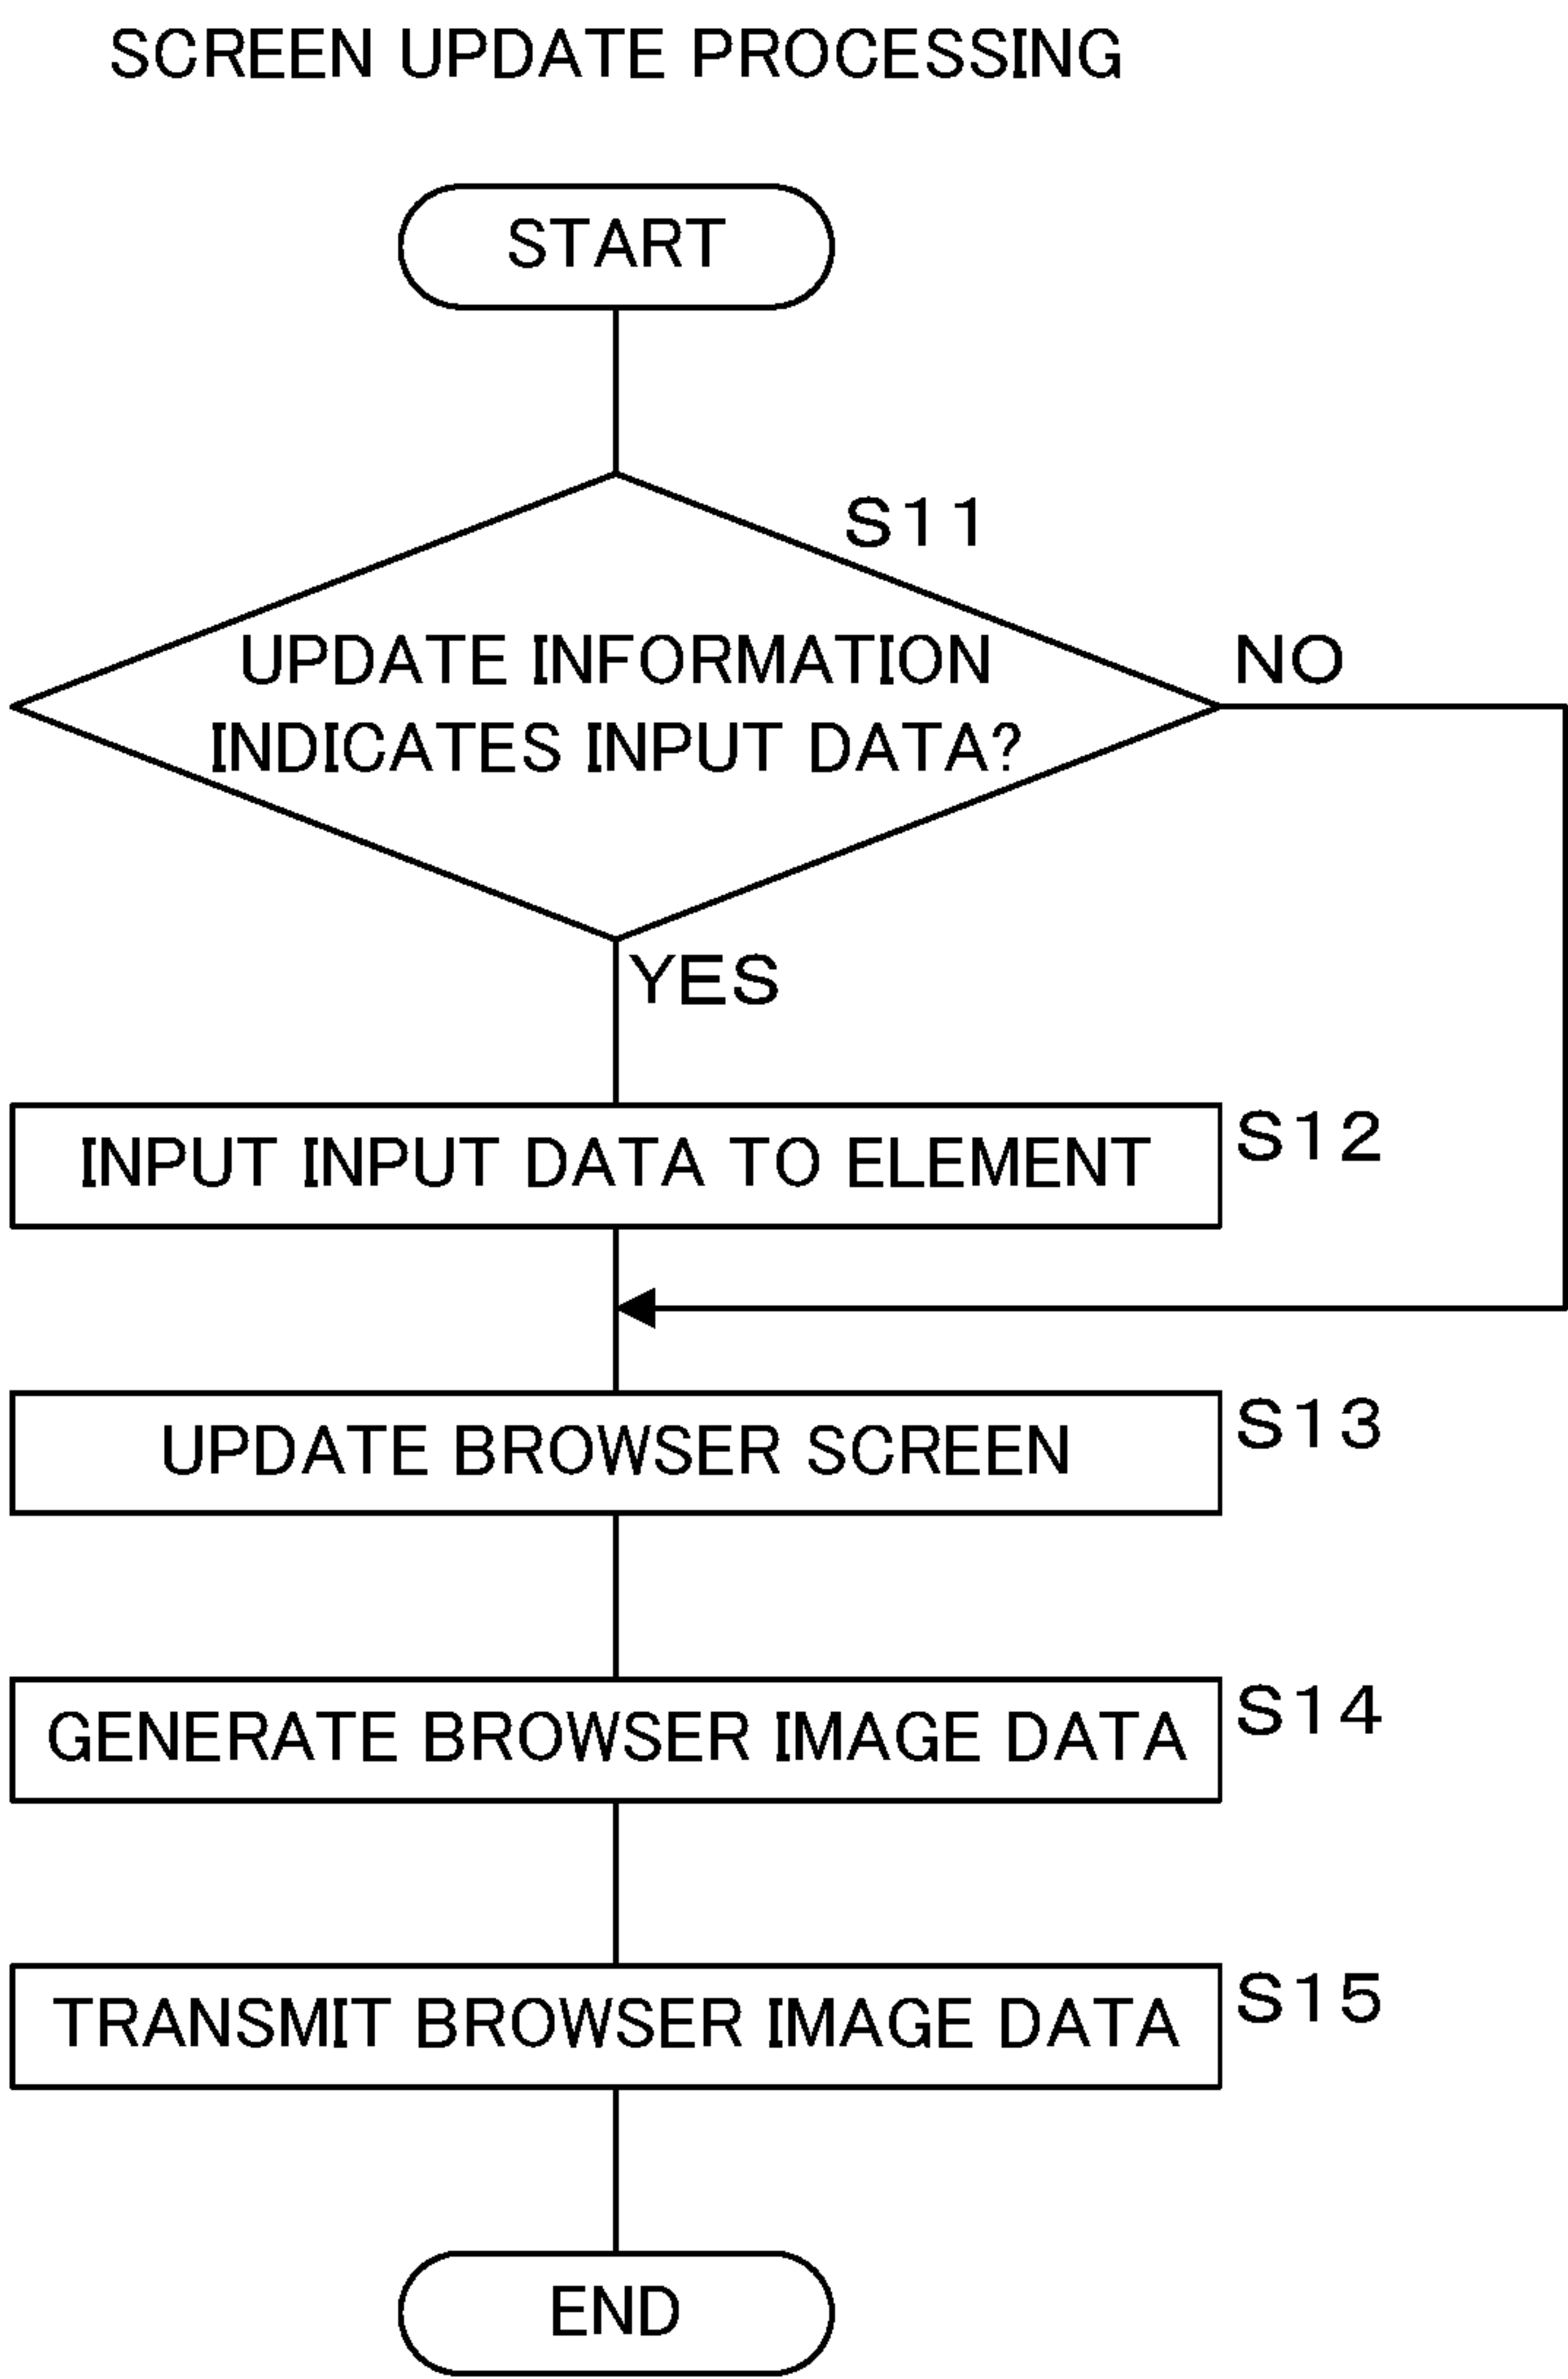 SCREEN UPDATE PROCESSING
START
S11
UPDATE INFORMATION
INDICATES INPUT DATA?
NO
YES
INPUT INPUT DATA TO ELEMENT
S12
UPDATE BROWSER SCREEN
S13
GENERATE BROWSER IMAGE DATA
S14
TRANSMIT BROWSER IMAGE DATA
S15
END